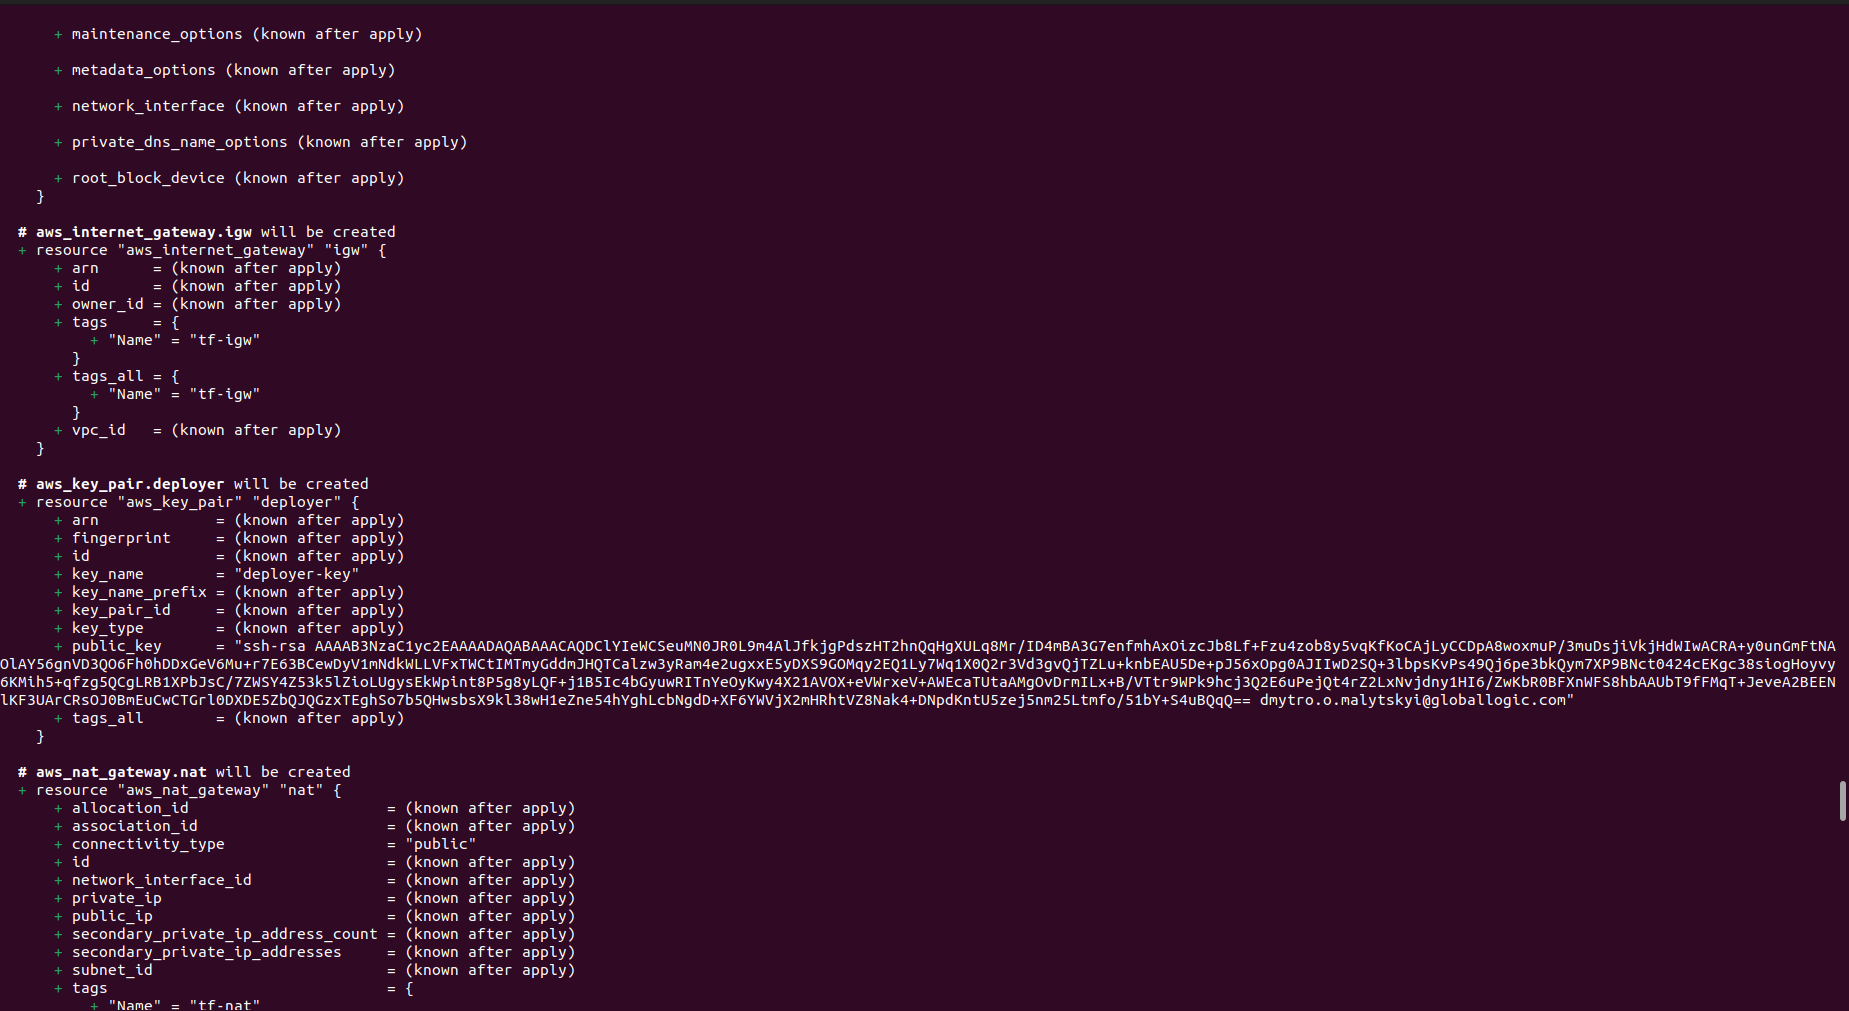 + maintenance_options (known after apply)
+ metadata_options (known after apply)
+ network_interface (known after apply)
+ private_dns_name_options (known after apply)
+ root_block_device (known after apply)
}
# aws_internet_gateway.igw will be created
+ resource "aws_internet_gateway" "igw" {
+ arn = (known after apply)
+ id = (known after apply)
+ owner_id = (known after apply)
+ tags = {
+ "Name" = "tf-igw"
}
+ tags_all = {
+ "Name" = "tf-igw"
}
+ vpc_id = (known after apply)
}
# aws_key_pair.deployer will be created
+ resource "aws_key_pair" "deployer" {
+ arn = (known after apply)
+ fingerprint = (known after apply)
+ id = (known after apply)
+ key_name = "deployer-key"
+ key_name_prefix = (known after apply)
+ key_pair_id = (known after apply)
+ key_type = (known after apply)
+ public_key = "ssh-rsa AAAAB3NzaC1yc2EAAAADAQABAAACAQDClYIeWCSeuMN0JR0L9m4AlJfkjgPdszHT2hnQqHgXULq8Mr/ID4mBA3G7enfmhAxOizcJb8Lf+Fzu4zob8y5vqKfKoCAjLyCCDpA8woxmuP/3muDsjiVkjHdWIwACRA+y0unGmFtNA
OlAY56gnVD3QO6Fh0hDDxGeV6Mu+r7E63BCewDyV1mNdkWLLVFxTWCtIMTmyGddmJHQTCalzw3yRam4e2ugxxE5yDXS9GOMqy2EQ1Ly7Wq1X0Q2r3Vd3gvQjTZLu+knbEAU5De+pJ56xOpg0AJIIwD2SQ+3lbpsKvPs49Qj6pe3bkQym7XP9BNct0424cEKgc38siogHoyvy
6KMih5+qfzg5QCgLRB1XPbJsC/7ZWSY4Z53k5lZioLUgysEkWpint8P5g8yLQF+j1B5Ic4bGyuwRITnYeOyKwy4X21AVOX+eVWrxeV+AWEcaTUtaAMgOvDrmILx+B/VTtr9WPk9hcj3Q2E6uPejQt4rZ2LxNvjdny1HI6/ZwKbR0BFXnWFS8hbAAUbT9fFMqT+JeveA2BEEN
lKF3UArCRsOJ0BmEuCwCTGrl0DXDE5ZbQJQGzxTEghSo7b5QHwsbsX9kl38wH1eZne54hYghLcbNgdD+XF6YWVjX2mHRhtVZ8Nak4+DNpdKntU5zej5nm25Ltmfo/51bY+S4uBQqQ== dmytro.o.malytskyi@globallogic.com"
+ tags_all = (known after apply)
}
# aws_nat_gateway.nat will be created
+ resource "aws_nat_gateway" "nat" {
+ allocation_id = (known after apply)
+ association_id = (known after apply)
+ connectivity_type = "public"
+ id = (known after apply)
+ network_interface_id = (known after apply)
+ private_ip = (known after apply)
+ public_ip = (known after apply)
+ secondary_private_ip_address_count = (known after apply)
+ secondary_private_ip_addresses = (known after apply)
+ subnet_id = (known after apply)
+ tags = {
+ "Name" = "tf-nat"